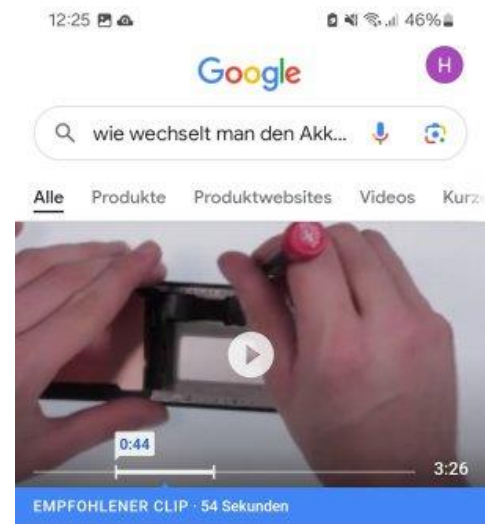 12:25 46%
Google
H
wie wechselt man den Akk...
Alle Produkte Produktwebsites Videos Kurz
0:44
3:26
EMPFOHLENER CLIP · 54 Sekunden